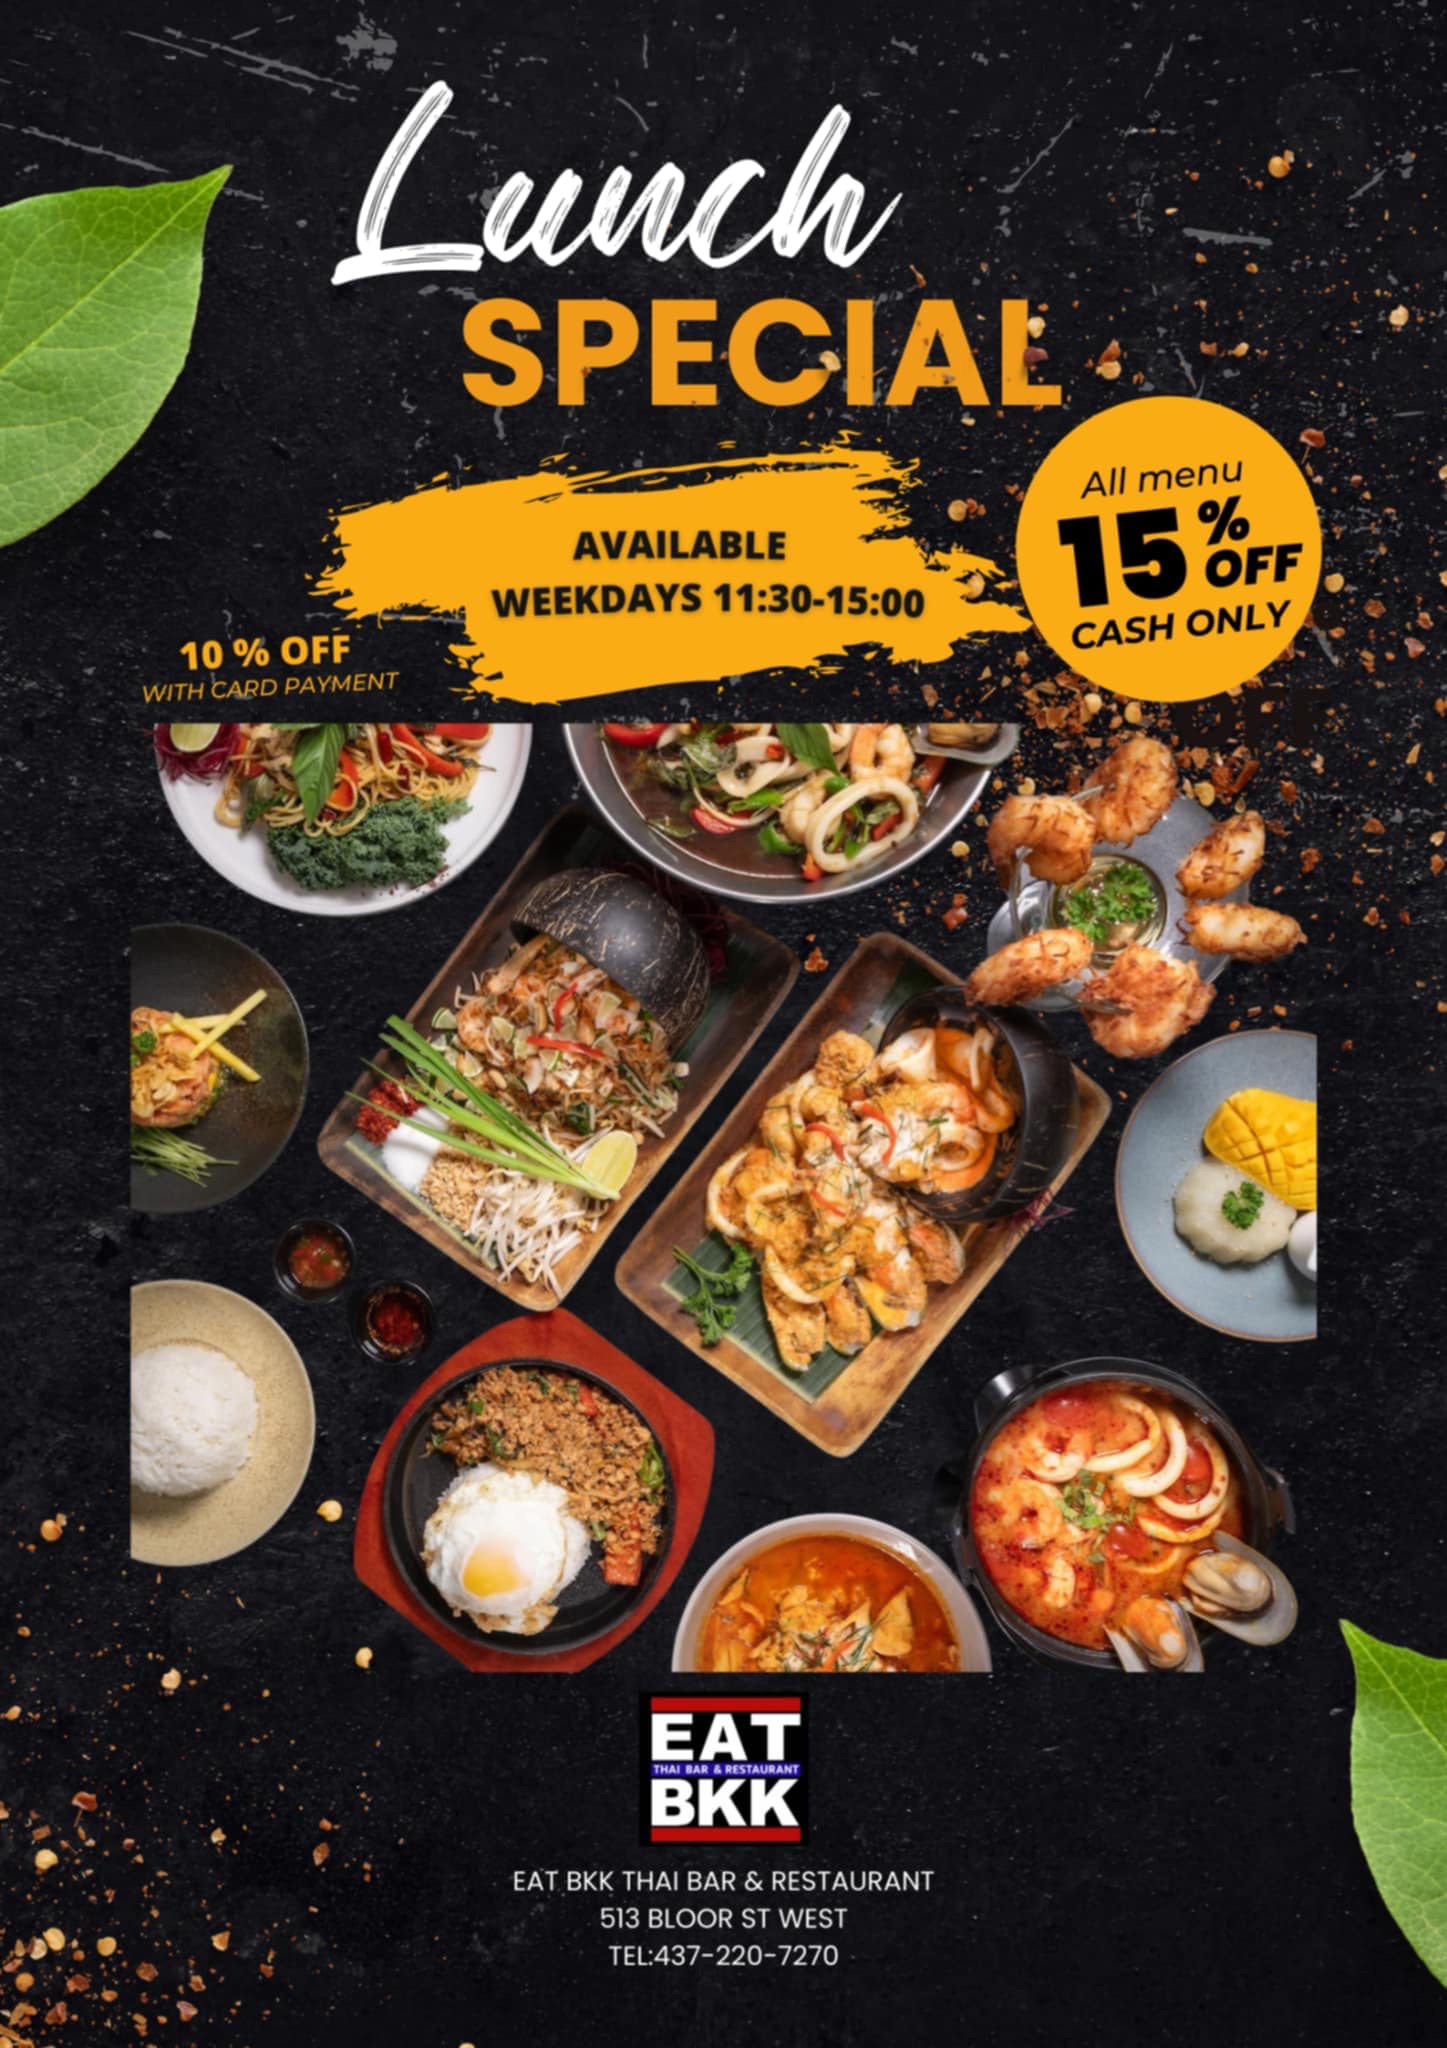 Lunch
SPECIAL
All menu
15% OFF
CASH ONLY
AVAILABLE
WEEKDAYS 11:30-15:00
10 % OFF
WITH CARD PAYMENT
EAT
THAI BAR & RESTAURANT
BKK
EAT BKK THAI BAR & RESTAURANT
513 BLOOR ST WEST
TEL:437-220-7270